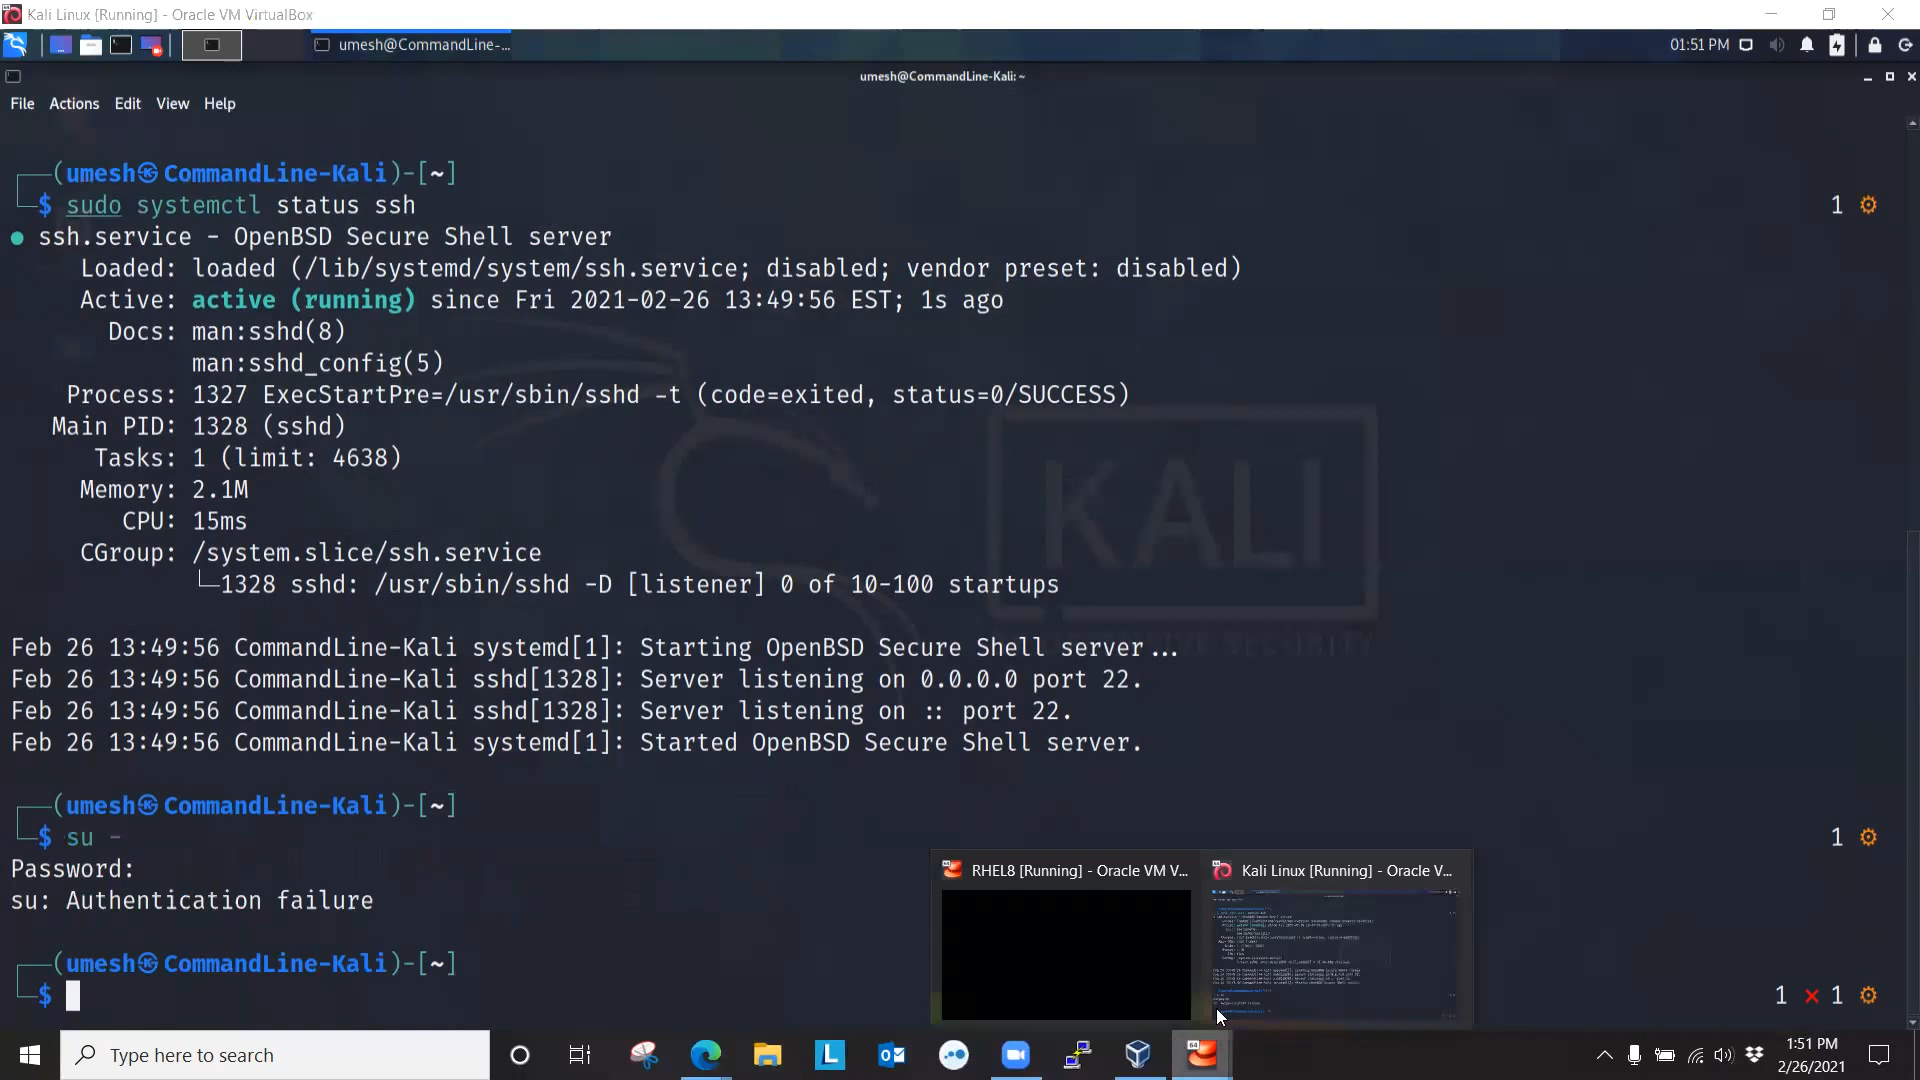 Kali Linux [Running] - Oracle VM VirtualBox
umesh@CommandLine-...
01:51 PM
umesh@CommandLine-Kali: ~
File Actions Edit View Help
(umesh㉿CommandLine-Kali)-[~]
$ sudo systemctl status ssh
1
● ssh.service - OpenBSD Secure Shell server
Loaded: loaded (/lib/systemd/system/ssh.service; disabled; vendor preset: disabled)
Active: active (running) since Fri 2021-02-26 13:49:56 EST; 1s ago
Docs: man:sshd(8)
man:sshd_config(5)
Process: 1327 ExecStartPre=/usr/sbin/sshd -t (code=exited, status=0/SUCCESS)
Main PID: 1328 (sshd)
Tasks: 1 (limit: 4638)
Memory: 2.1M
CPU: 15ms
CGroup: /system.slice/ssh.service
└─1328 sshd: /usr/sbin/sshd -D [listener] 0 of 10-100 startups
KALI
Feb 26 13:49:56 CommandLine-Kali systemd[1]: Starting OpenBSD Secure Shell server...
Feb 26 13:49:56 CommandLine-Kali sshd[1328]: Server listening on 0.0.0.0 port 22.
Feb 26 13:49:56 CommandLine-Kali sshd[1328]: Server listening on :: port 22.
Feb 26 13:49:56 CommandLine-Kali systemd[1]: Started OpenBSD Secure Shell server.
(umesh㉿CommandLine-Kali)-[~]
$ su -
1
Password:
su: Authentication failure
RHEL8 [Running] - Oracle VM V...
Kali Linux [Running] - Oracle V...
(umesh㉿CommandLine-Kali)-[~]
$
1 ⨯ 1
Type here to search
1:51 PM
2/26/2021